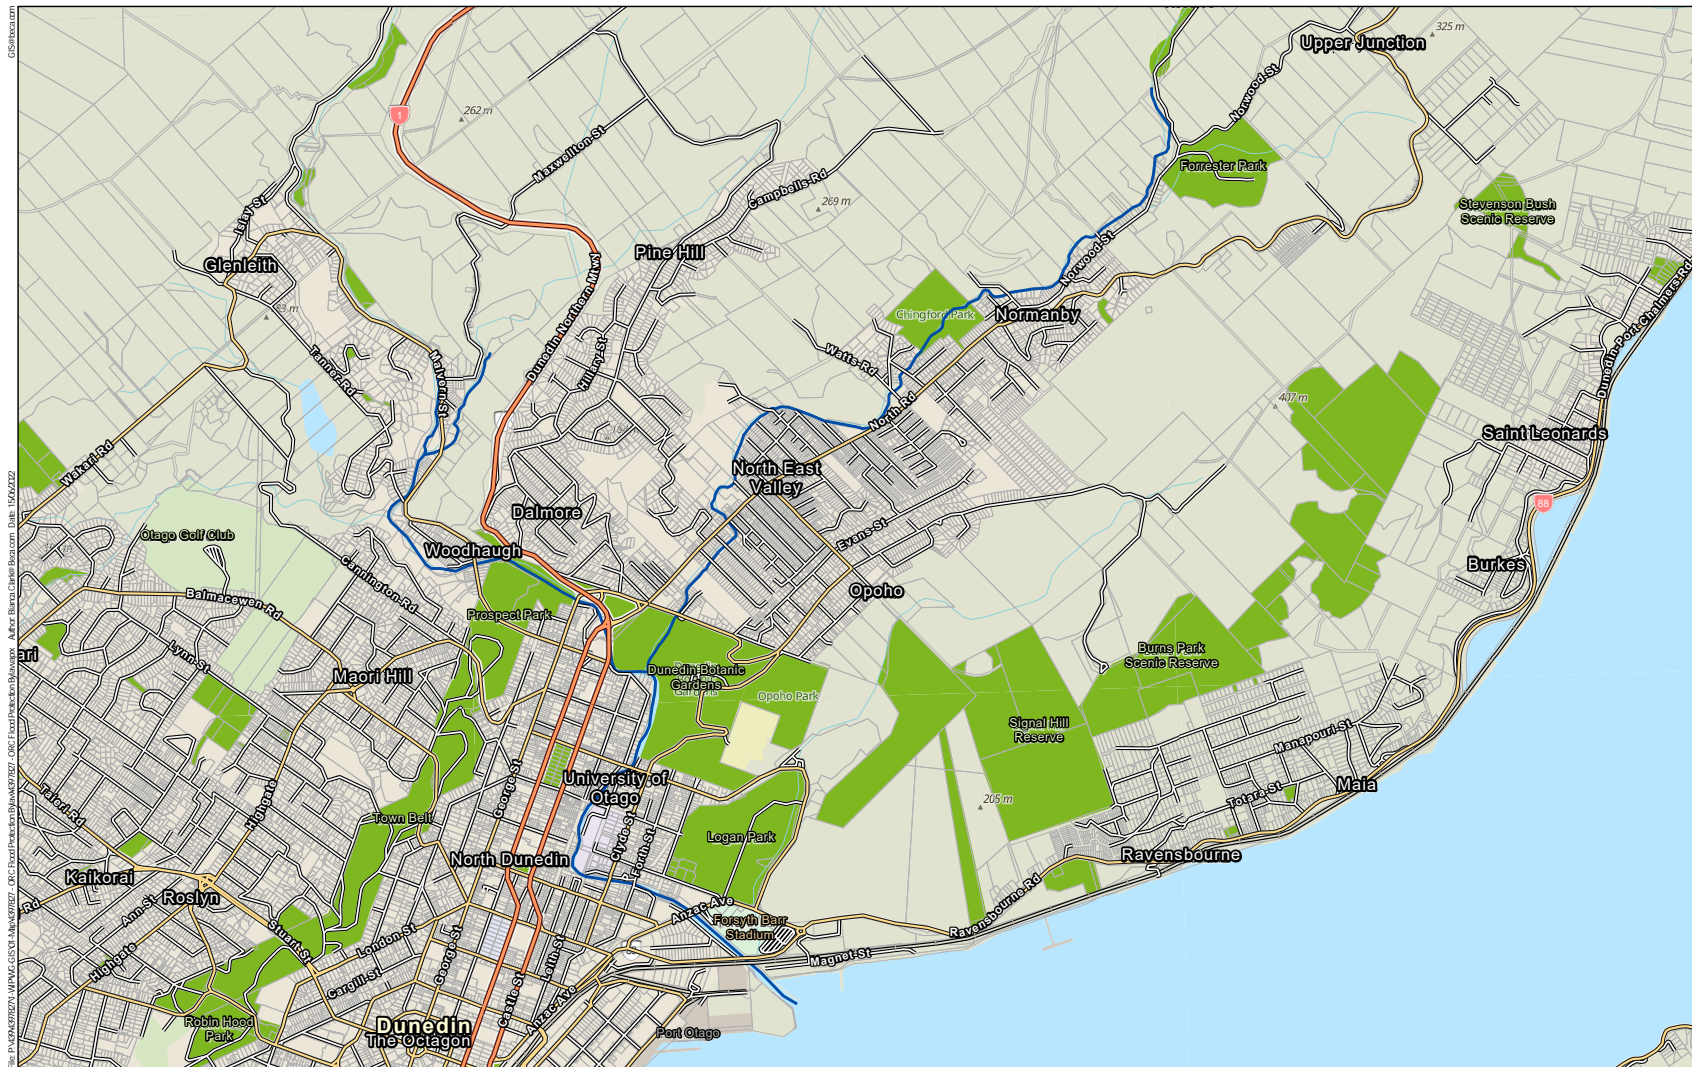 GIS@boca.com
325 m
Upper Junction
Norwood-St
1
262 m
Maxwellton-St
Forrester Park
Campbells-Rd
269 m
Stevenson Bush
Scenic Reserve
Islay-St
Pine Hill
Norwood-St
Glenleith
Dunedin-Northern-Mtwy
Dunedin-Port-Chalmers-Rd
Chingford Park
Normanby
Tanner-Rd
Malvern-St
Hillary-St
Watts-Rd
407 m
North-Rd
Saint Leonards
Wakari-Rd
North East
Valley
88
Dalmore
Otago Golf Club
Evans-St
Woodhaugh
Burkes
Cannington-Rd
Opoho
Balmacewen-Rd
Prospect Park
Lynn-St
Burns Park
Scenic Reserve
Maori Hill
Dunedin Botanic
Gardens
Opoho Park
Signal Hill
Reserve
Manapouri-St
University of
Otago
Maia
Taieri-Rd
Highgate
George-St
Totara-St
205 m
Town Belt
Clyde-St
Forth-St
Logan Park
North Dunedin
Ravensbourne
Kaikorai
Roslyn
-Rd
Ann-St
Anzac-Ave
Ravensbourne-Rd
Forsyth Barr
Stadium
Stuart-St
London-St
Highgate
George-St
Leith-St
Magnet-St
Cargill-St
Castle-St
Anzac-Ave
Robin Hood
Park
Dunedin
The Octagon
Port Otago